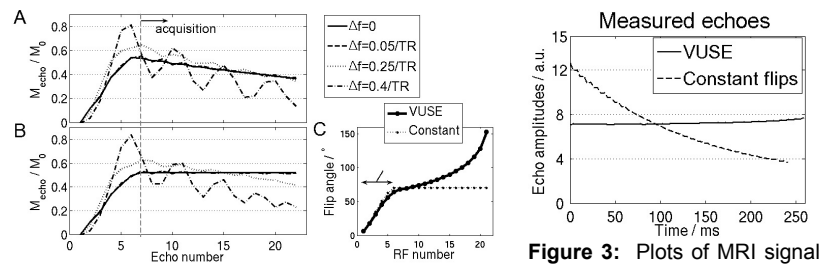 A
acquisition
M_echo / M_0
0.8
0.6
0.4
0.2
0
Δf=0
Δf=0.05/TR
Δf=0.25/TR
Δf=0.4/TR
B
M_echo / M_0
0.8
0.6
0.4
0.2
0
0 5 10 15 20
Echo number
VUSE
Constant
C
Flip angle / °
150
100
50
0
0 5 10 15 20
RF number
Measured echoes
Echo amplitudes / a.u.
16
12
8
4
0
VUSE
Constant flips
0 50 100 150 200 250
Time / ms
Figure 3: Plots of MRI signal